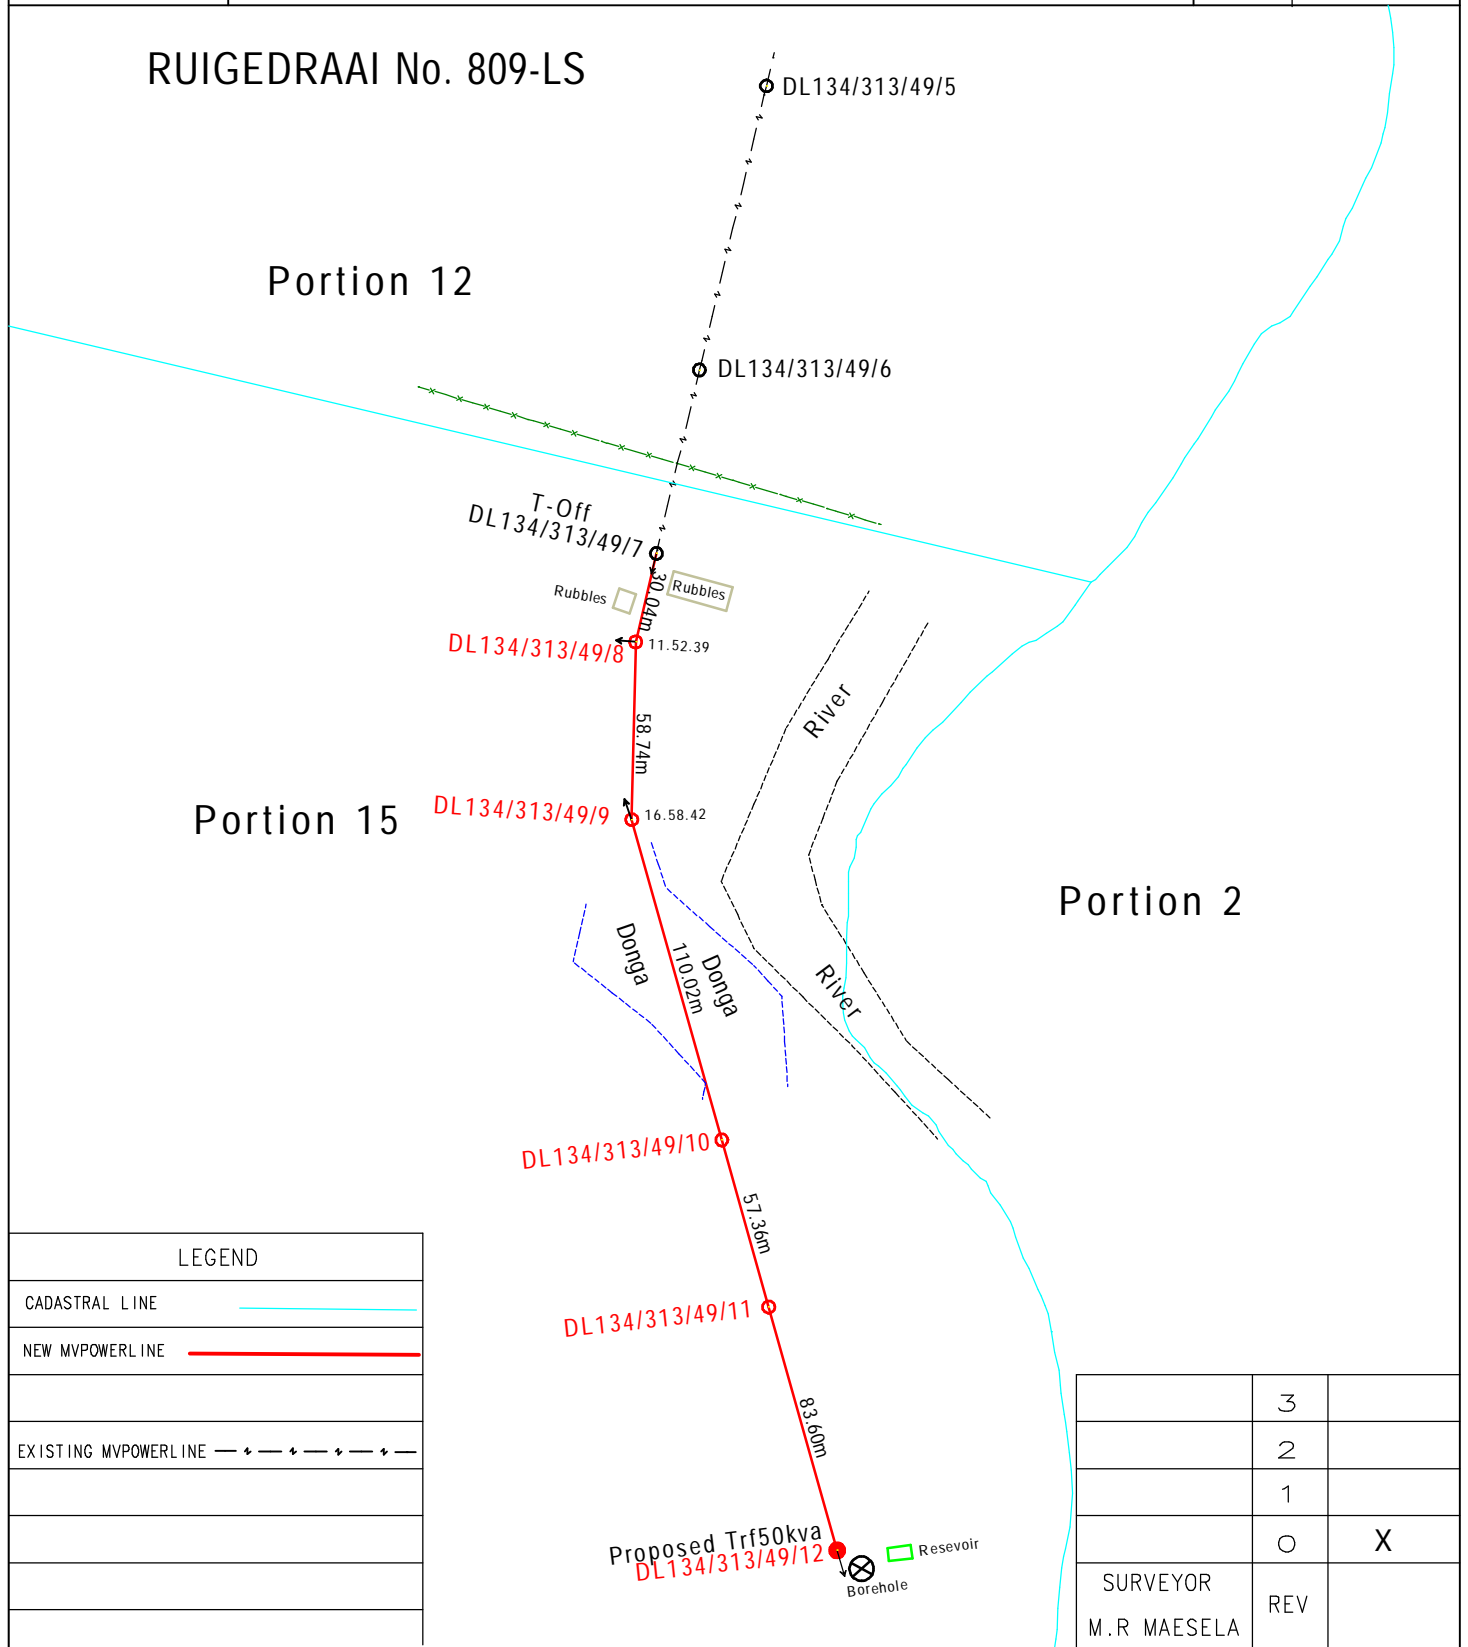 RUIGEDRAAI No. 809-LS
DL134/313/49/5
Portion 12
DL134/313/49/6
T-Off
DL134/313/49/7
Rubbles
Rubbles
30.04m
DL134/313/49/8
11.52.39
River
58.74m
Portion 15
DL134/313/49/9
16.58.42
Portion 2
Donga
110.02m
Donga
River
DL134/313/49/10
57.36m
DL134/313/49/11
83.60m
Proposed Trf50kva
DL134/313/49/12
Resevoir
Borehole
LEGEND
CADASTRAL LINE
NEW MVPOWERLINE
EXISTING MVPOWERLINE
3
2
1
0 X
SURVEYOR
M.R MAESELA
REV